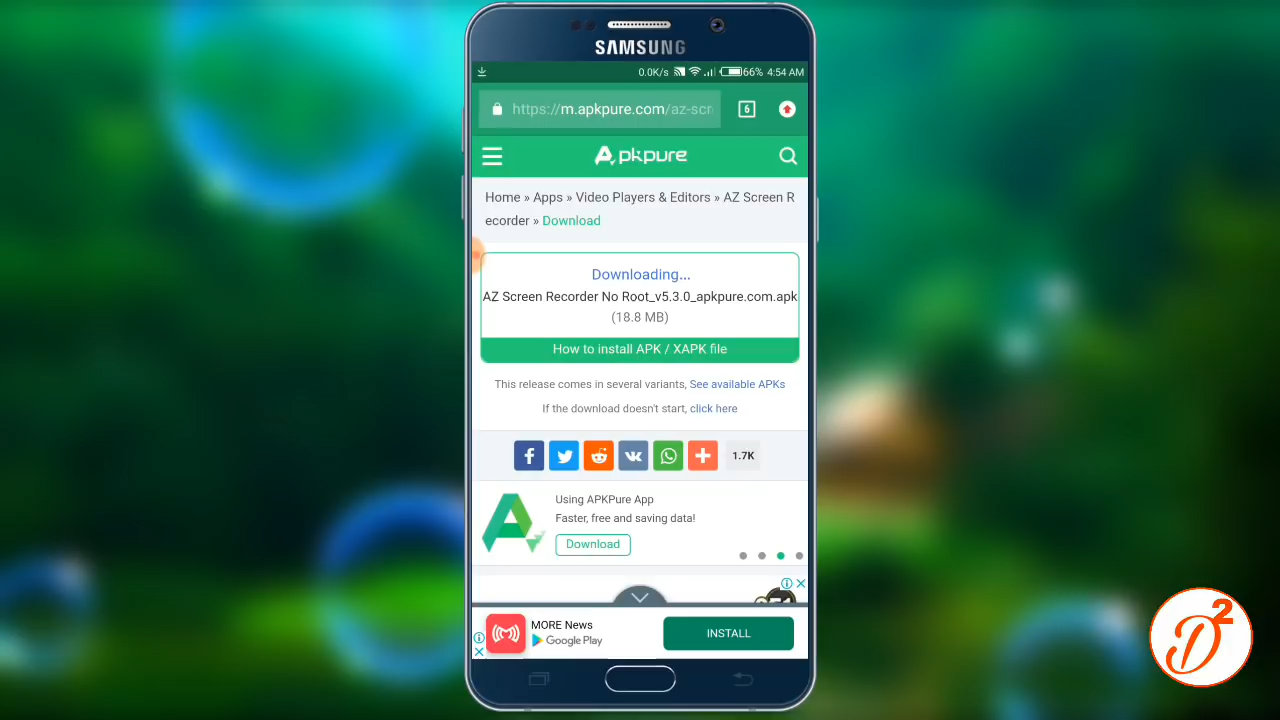 SAMSUNG
0.0K/s 66% 4:54 AM
https://m.apkpure.com/az-scr
6
Apkpure
Home » Apps » Video Players & Editors » AZ Screen R
ecorder » Download
Downloading...
AZ Screen Recorder No Root_v5.3.0_apkpure.com.apk
(18.8 MB)
How to install APK / XAPK file
This release comes in several variants, See available APKs
If the download doesn't start, click here
1.7K
Using APKPure App
Faster, free and saving data!
Download
MORE News
Google Play
INSTALL
D2